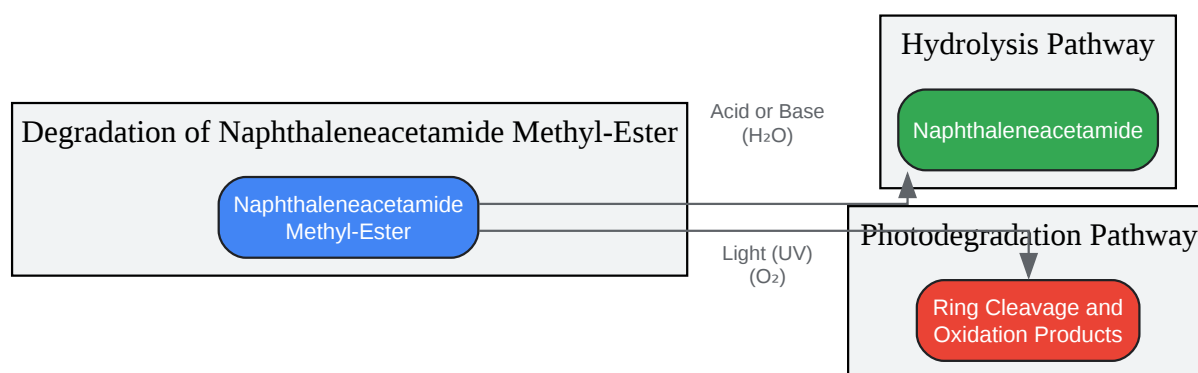 Degradation of Naphthaleneacetamide Methyl-Ester
Naphthaleneacetamide
Methyl-Ester
Acid or Base
(H₂O)
Light (UV)
(O₂)
Hydrolysis Pathway
Naphthaleneacetamide
Photodegradation Pathway
Ring Cleavage and
Oxidation Products